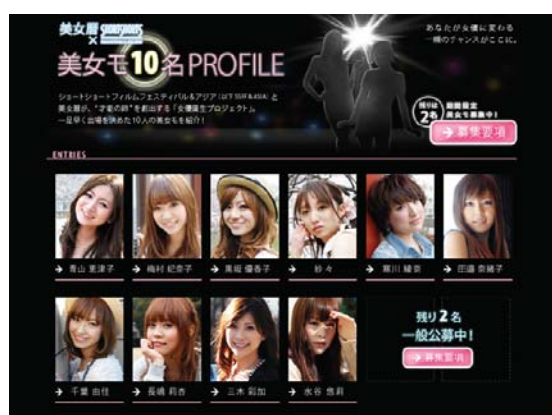 美女暦
× SHORTSHORTS
美女モ10名PROFILE
ショートショートフィルムフェスティバル&アジア
美女暦が、"才能の卵"を創出する「女優誕生プロジェクト」。
一足早く出場を決めた10人の美女モを紹介!
あなたが女優に変わる
一瞬のチャンスがここに。
残りは2名
期間限定
美女モ募集中!
→ 募集要項
ENTRIES
→ 青山 恵津子
→ 梅村 紀奈子
→ 黒坂 優香子
→ 紗々
→ 寒川 綾奈
→ 庄邉 奈緒子
→ 千葉 由佳
→ 長嶋 莉杏
→ 三木 彩加
→ 水谷 悠莉
残り2名
一般公募中!
→ 募集要項